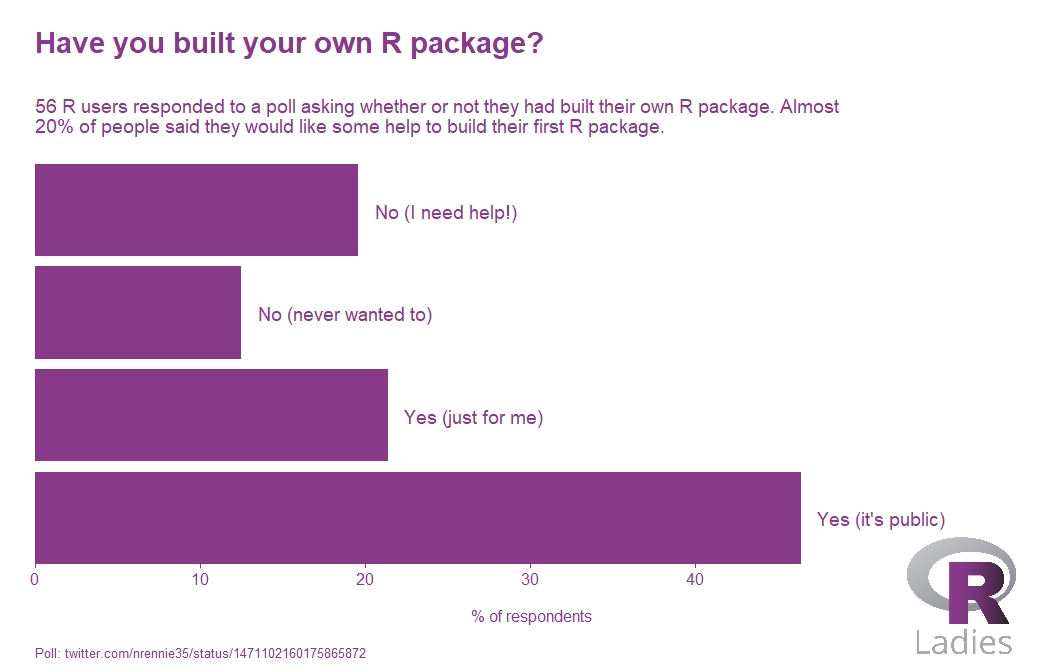 Have you built your own R package?
56 R users responded to a poll asking whether or not they had built their own R package. Almost
20% of people said they would like some help to build their first R package.
No (I need help!)
No (never wanted to)
Yes (just for me)
Yes (it's public)
0 10 20 30 40
% of respondents
R
Ladies
Poll: twitter.com/nrennie35/status/1471102160175865872